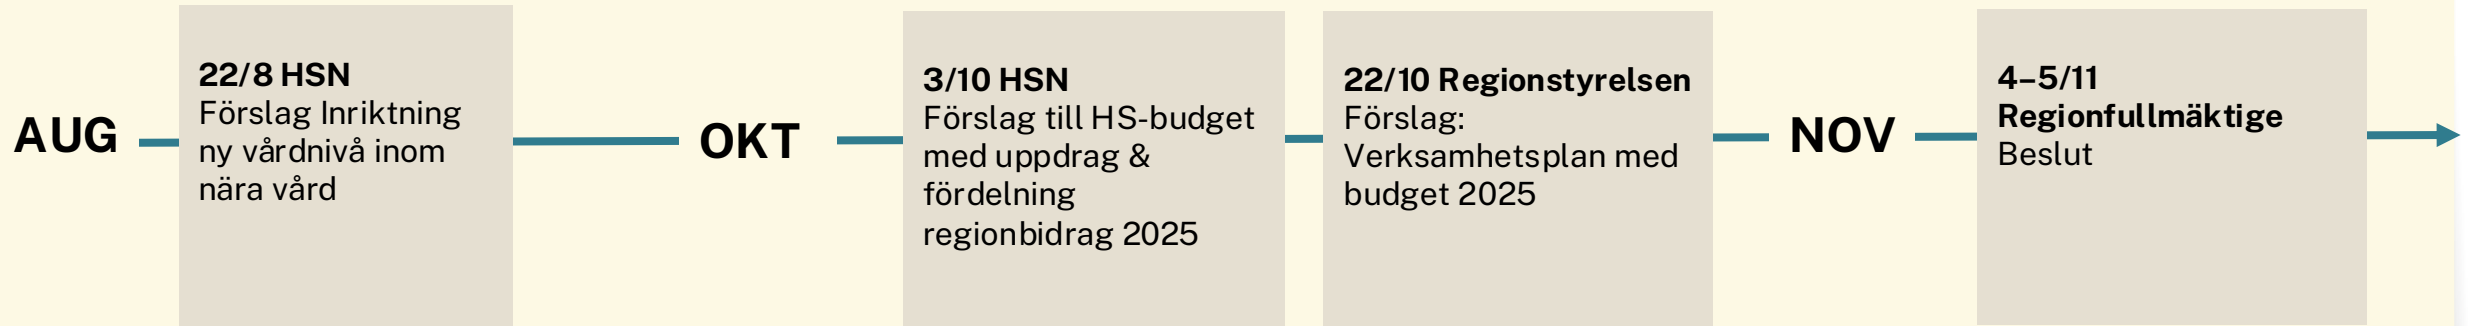 AUG
22/8 HSN
Förslag Inriktning
ny vårdnivå inom
nära vård
OKT
3/10 HSN
Förslag till HS-budget
med uppdrag &
fördelning
regionbidrag 2025
22/10 Regionstyrelsen
Förslag:
Verksamhetsplan med
budget 2025
NOV
4–5/11
Regionfullmäktige
Beslut